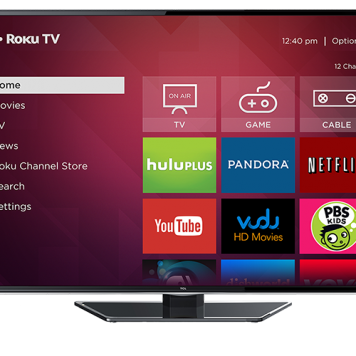 Roku TV
12:40 pm | Optio
12 Cha
ome
ovies
V
ews
oku Channel Store
earch
ettings
ON AIR
TV
GAME
CABLE
huluPLUS
PANDORA
NETFLI
YouTube
vudu
HD Movies
PBS
KIDS